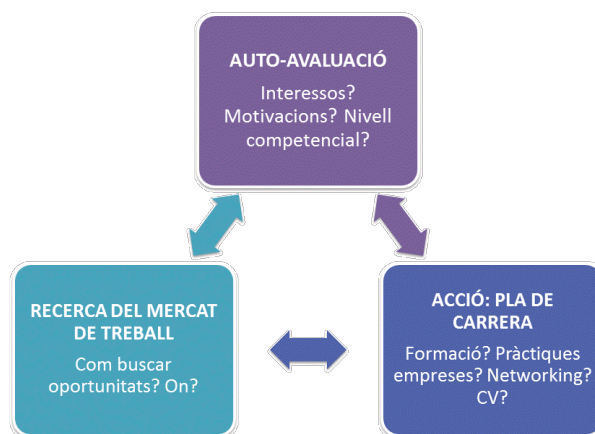 AUTO-AVALUACIÓ
Interessos?
Motivacions? Nivell
competencial?
RECERCA DEL MERCAT
DE TREBALL
Com buscar
oportunitats? On?
ACCIÓ: PLA DE
CARRERA
Formació? Pràctiques
empreses? Networking?
CV?